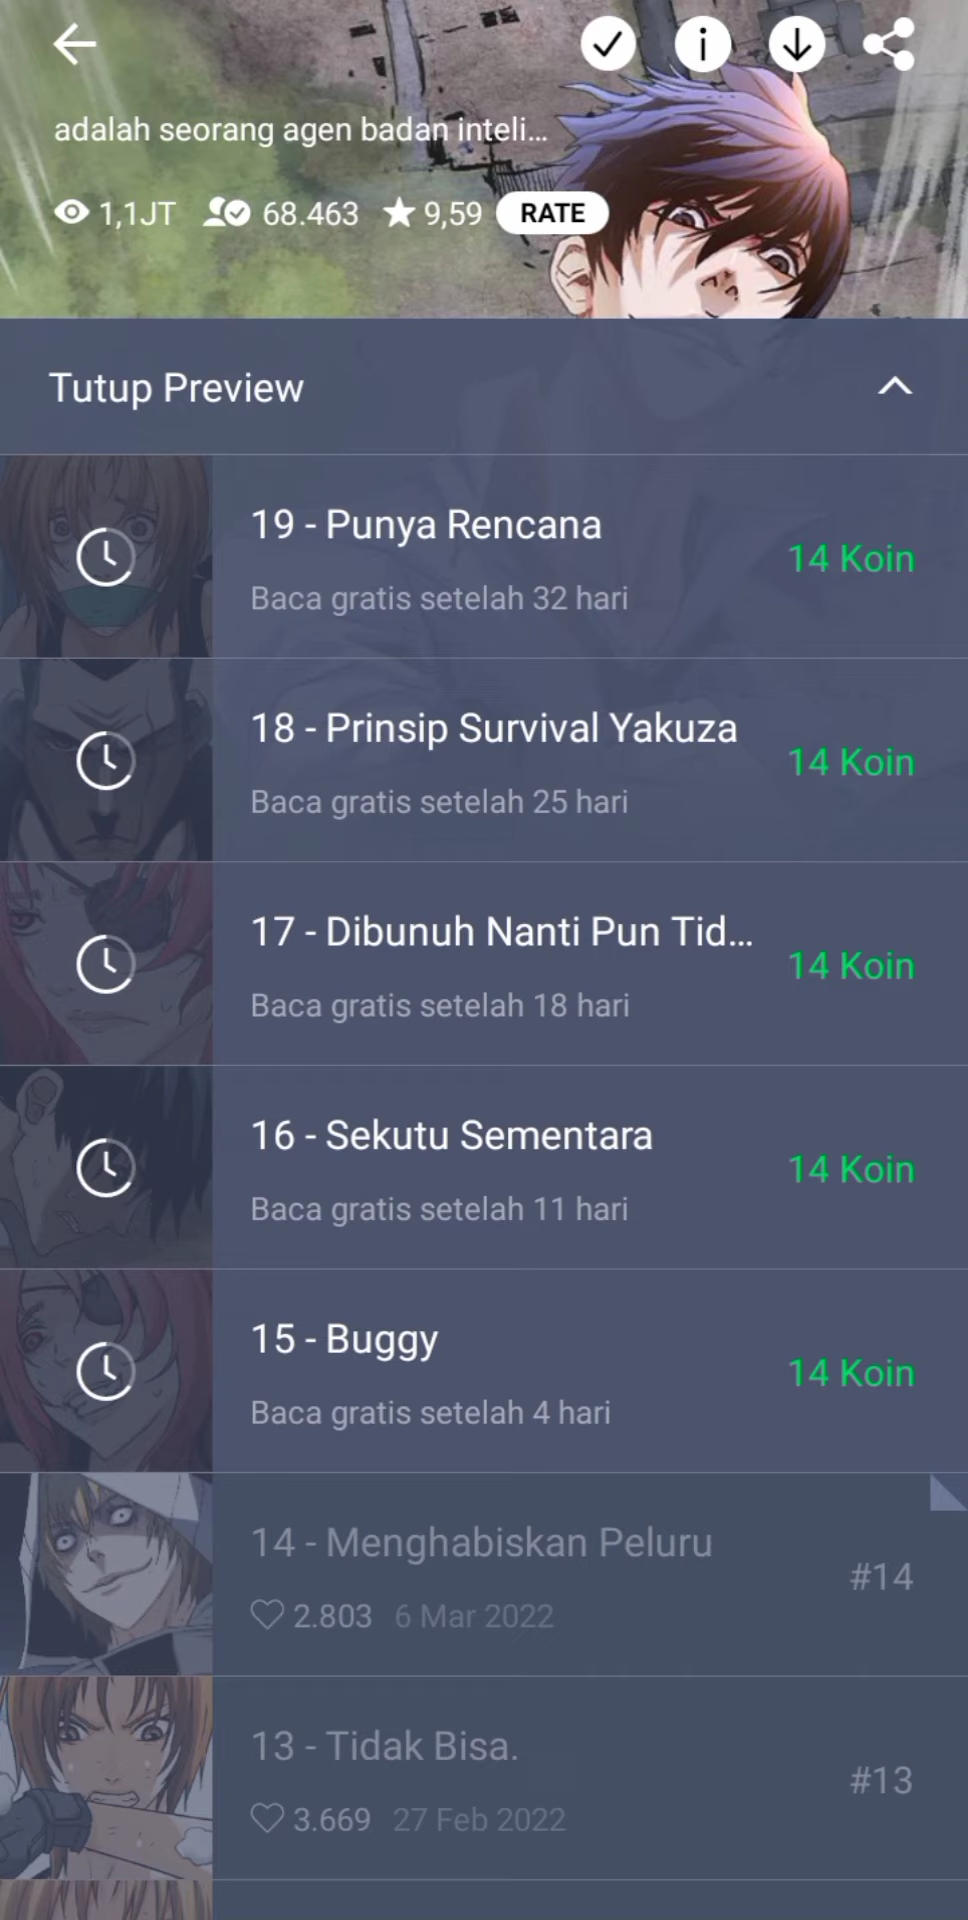 adalah seorang agen badan inteli...
1,1JT 68.463 9,59 RATE
Tutup Preview
19 - Punya Rencana
14 Koin
Baca gratis setelah 32 hari
18 - Prinsip Survival Yakuza
14 Koin
Baca gratis setelah 25 hari
17 - Dibunuh Nanti Pun Tid...
14 Koin
Baca gratis setelah 18 hari
16 - Sekutu Sementara
14 Koin
Baca gratis setelah 11 hari
15 - Buggy
14 Koin
Baca gratis setelah 4 hari
14 - Menghabiskan Peluru
#14
2.803 6 Mar 2022
13 - Tidak Bisa.
#13
3.669 27 Feb 2022